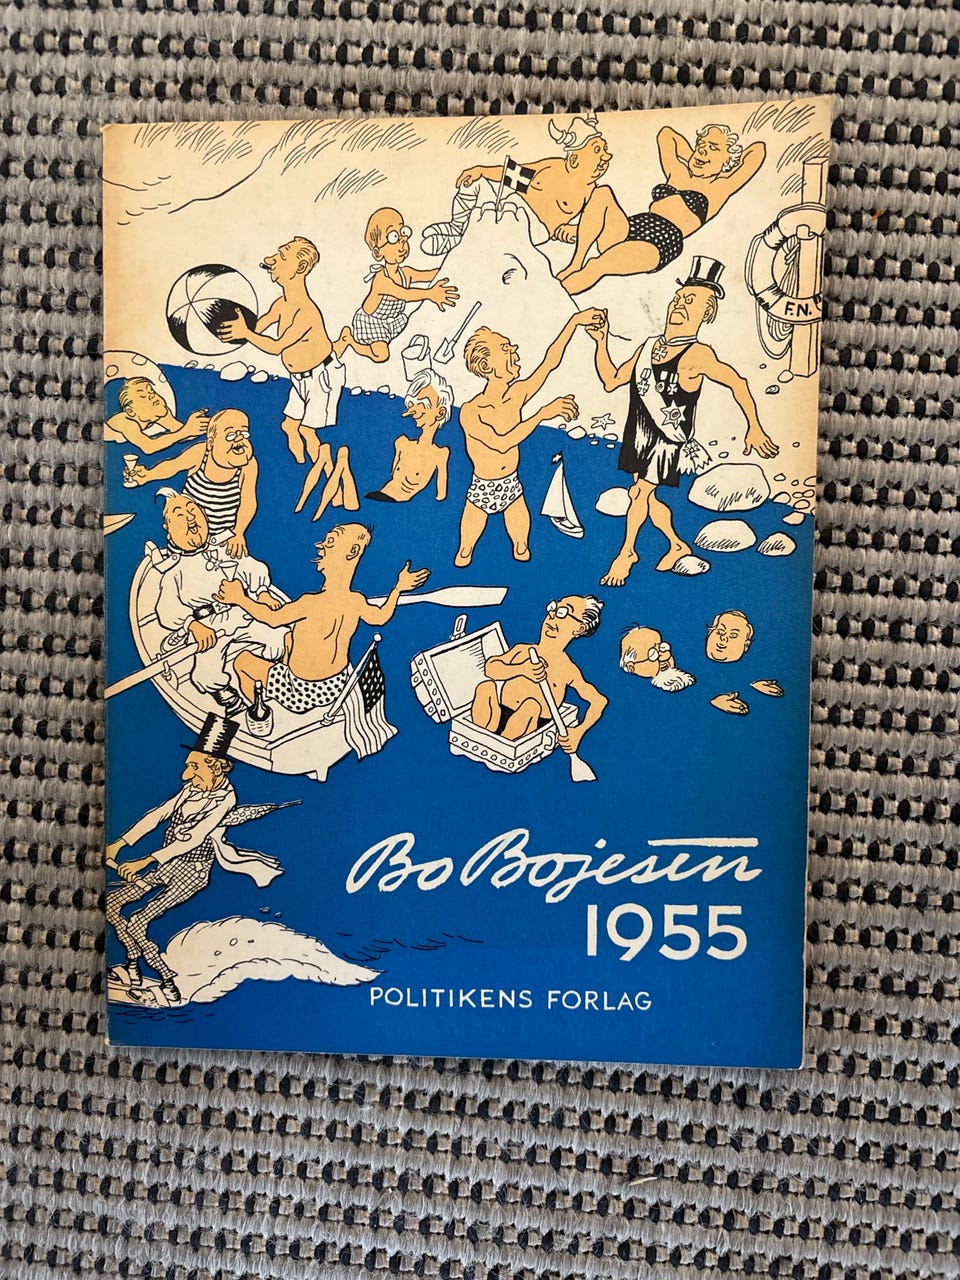 F.N.
Bo Bojesen
1955
POLITIKENS FORLAG